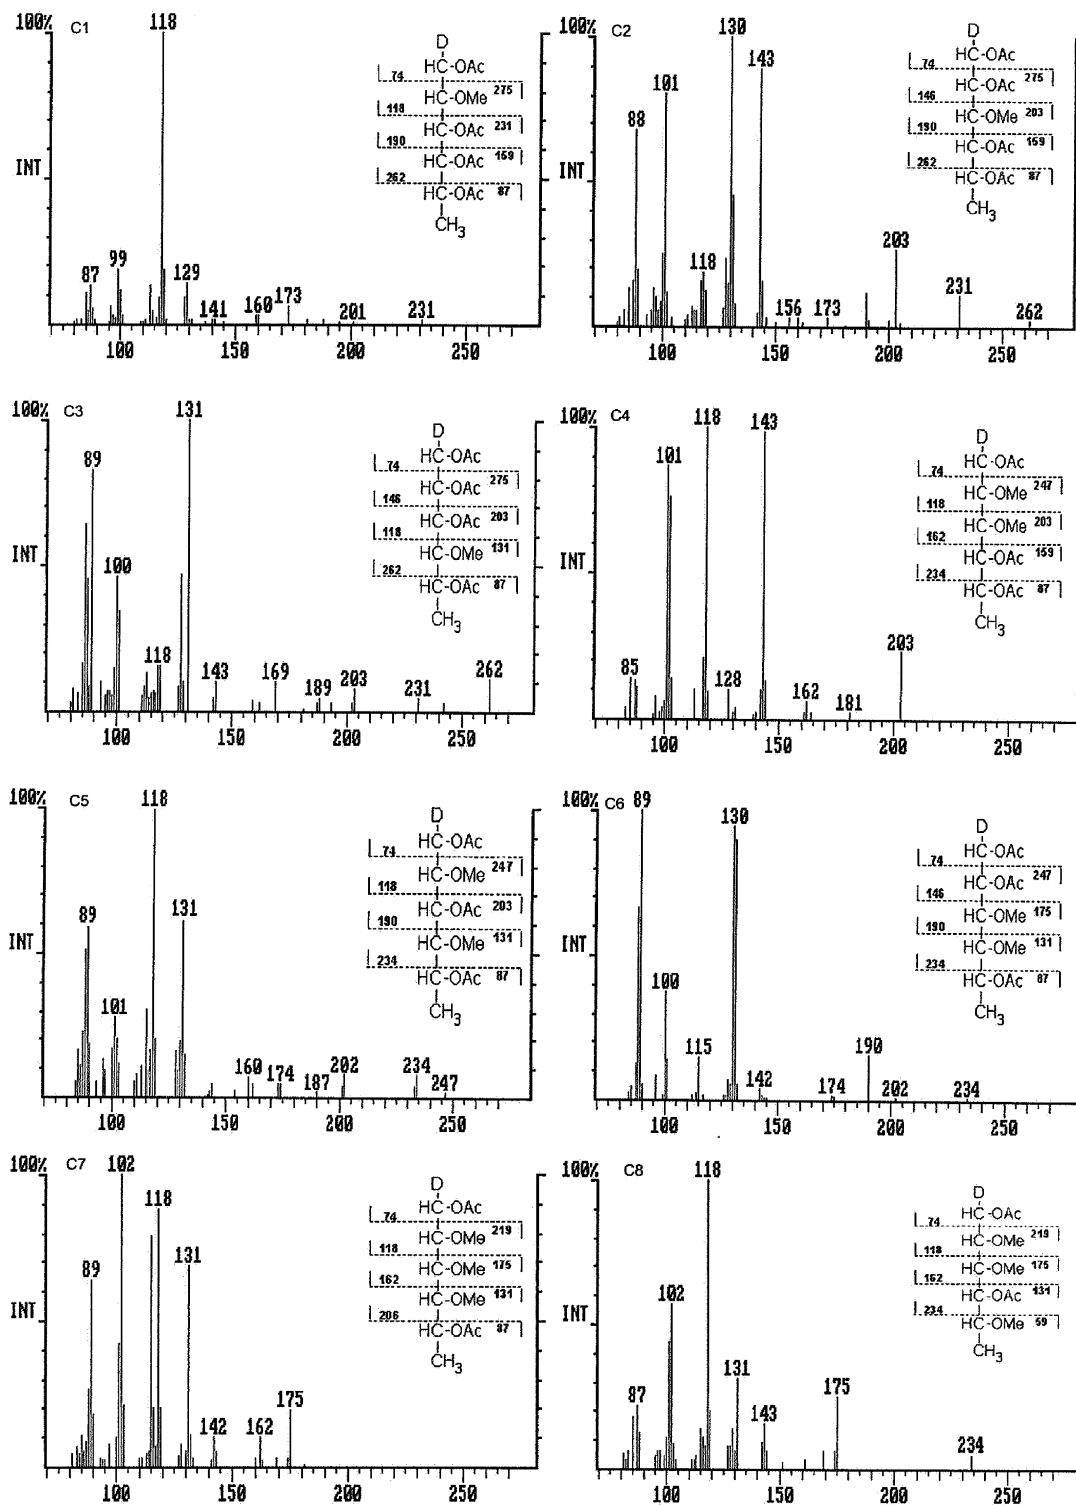 C1
100%
INT
118
87
99
129
141
160
173
201
231
100 150 200 250
D
HC-OAc
74
HC-OMe 275
118
HC-OAc 231
190
HC-OAc 159
262
HC-OAc 87
CH3
C2
100%
INT
130
143
101
88
118
156
173
203
231
262
100 150 200 250
D
HC-OAc
74
HC-OAc 275
146
HC-OMe 203
190
HC-OAc 159
262
HC-OAc 87
CH3
C3
100%
INT
131
89
100
118
143
169
189
203
231
262
100 150 200 250
D
HC-OAc
74
HC-OAc 275
146
HC-OAc 203
118
HC-OMe 131
262
HC-OAc 87
CH3
C4
100%
INT
118
143
101
85
128
162
181
203
100 150 200 250
D
HC-OAc
74
HC-OMe 247
118
HC-OMe 203
162
HC-OAc 159
234
HC-OAc 87
CH3
C5
100%
INT
118
131
89
101
160
174
187
202
234
247
100 150 200 250
D
HC-OAc
74
HC-OMe 247
118
HC-OAc 203
190
HC-OMe 131
234
HC-OAc 87
CH3
C6
100%
INT
89
130
100
115
142
174
190
202
234
100 150 200 250
D
HC-OAc
74
HC-OAc 247
146
HC-OMe 175
190
HC-OMe 131
234
HC-OAc 87
CH3
C7
100%
INT
102
118
131
89
142
162
175
100 150 200 250
D
HC-OAc
74
HC-OMe 219
118
HC-OMe 175
162
HC-OMe 131
206
HC-OAc 87
CH3
C8
100%
INT
118
102
87
131
143
175
234
100 150 200 250
D
HC-OAc
74
HC-OMe 219
118
HC-OMe 175
162
HC-OAc 131
234
HC-OMe 59
CH3